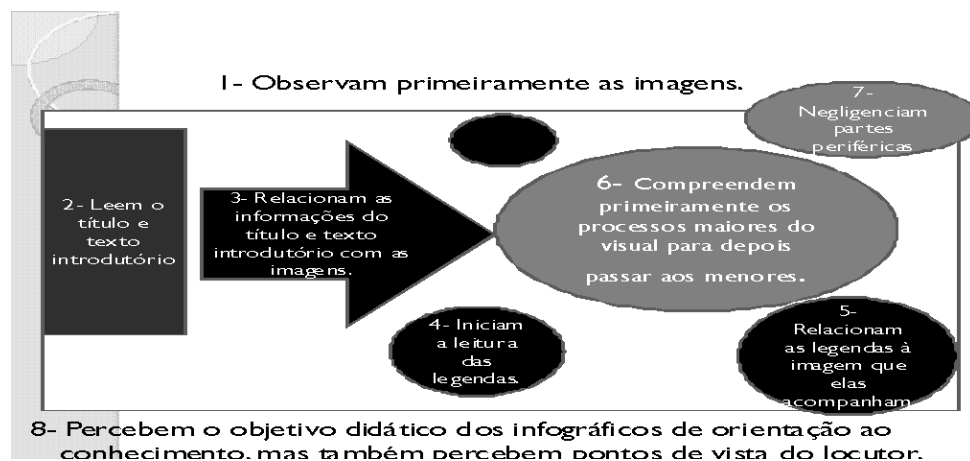 1- Observam primeiramente as imagens.
2- Leem o
título e
texto
introdutório
3- Relacionam as
informações do
título e texto
introdutório com as
imagens.
4- Iniciam
a leitura
das
legendas.
5-
Relacionam
as legendas à
imagem que
elas
acompanham
6- Compreendem
primeiramente os
processos maiores do
visual para depois
passar aos menores.
7-
Negligenciam
partes
periféricas
8- Percebem o objetivo didático dos infográficos de orientação ao
conhecimento, mas também percebem pontos de vista do locutor.